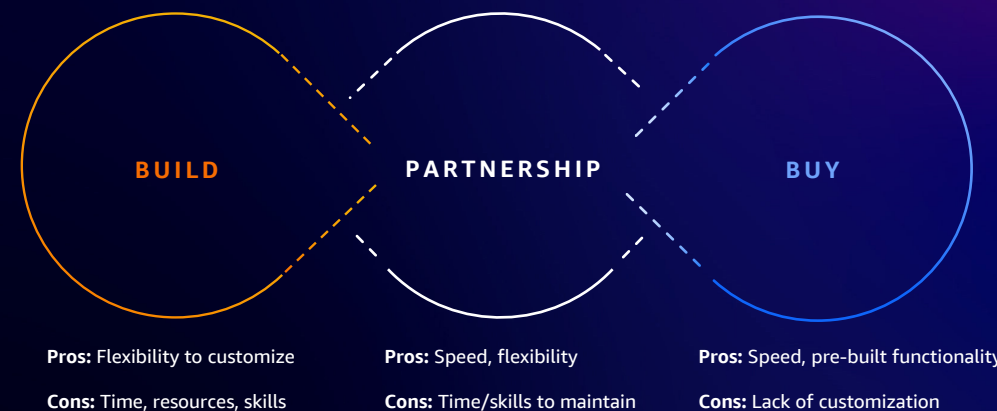 BUILD
PARTNERSHIP
BUY
Pros: Flexibility to customize
Cons: Time, resources, skills
Pros: Speed, flexibility
Cons: Time/skills to maintain
Pros: Speed, pre-built functionality
Cons: Lack of customization